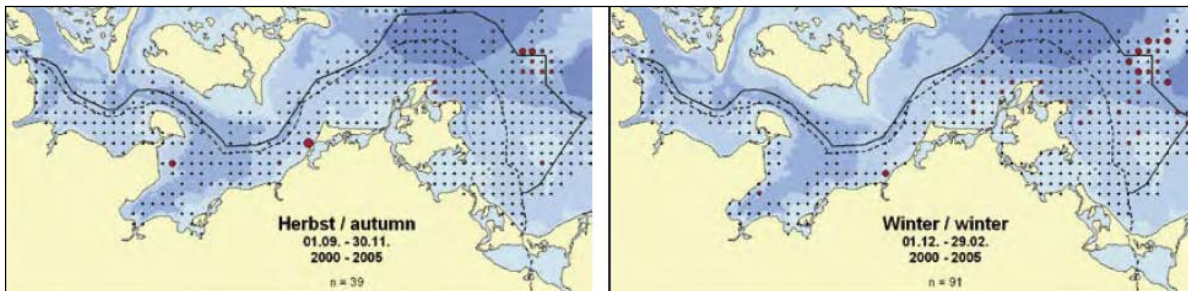 Herbst / autumn
01.09. - 30.11.
2000 - 2005
n = 39
Winter / winter
01.12. - 29.02.
2000 - 2005
n = 91